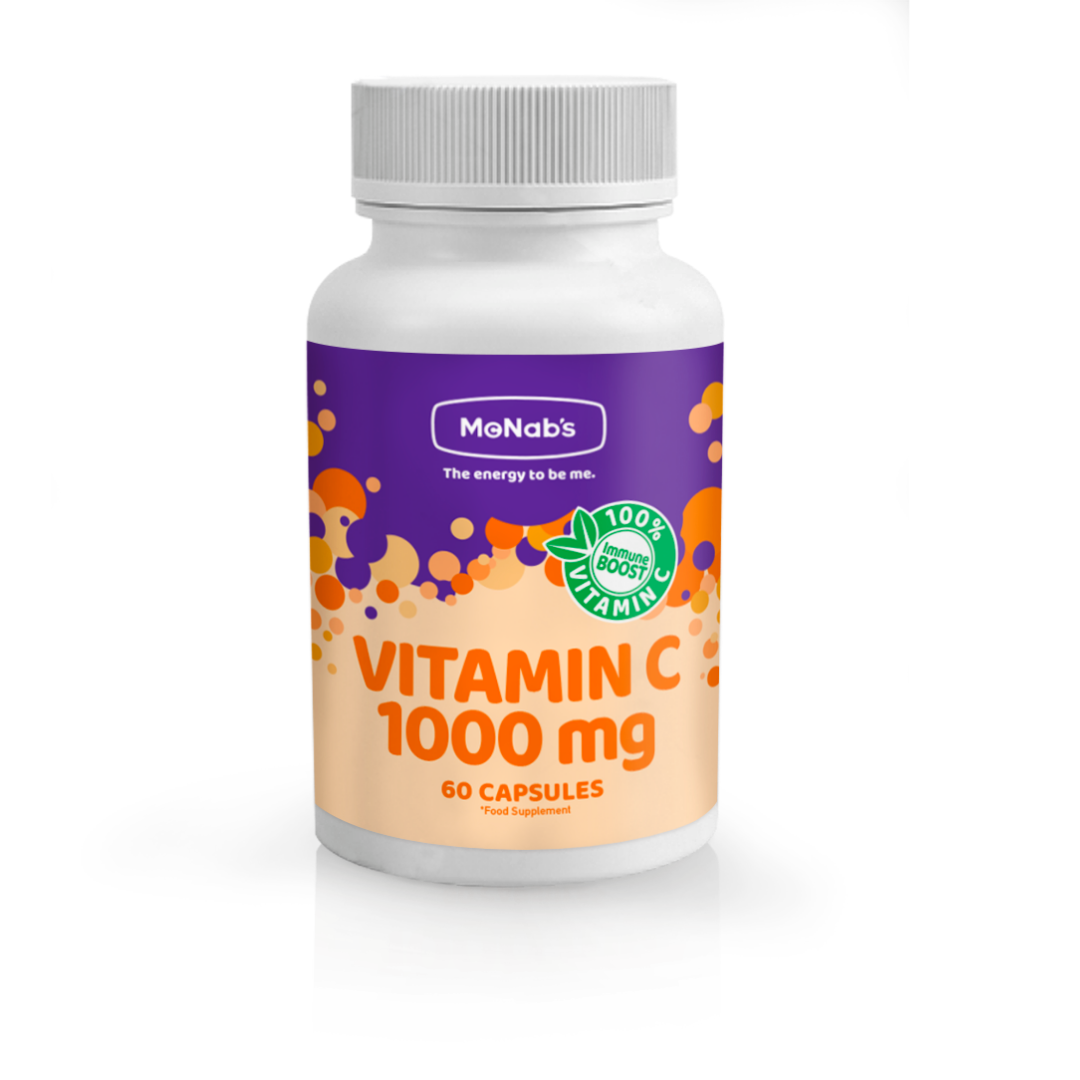 McNab's
The energy to be me.
100%
Immune
BOOST
VITAMIN C
VITAMIN C
1000 mg
60 CAPSULES
*Food Supplement